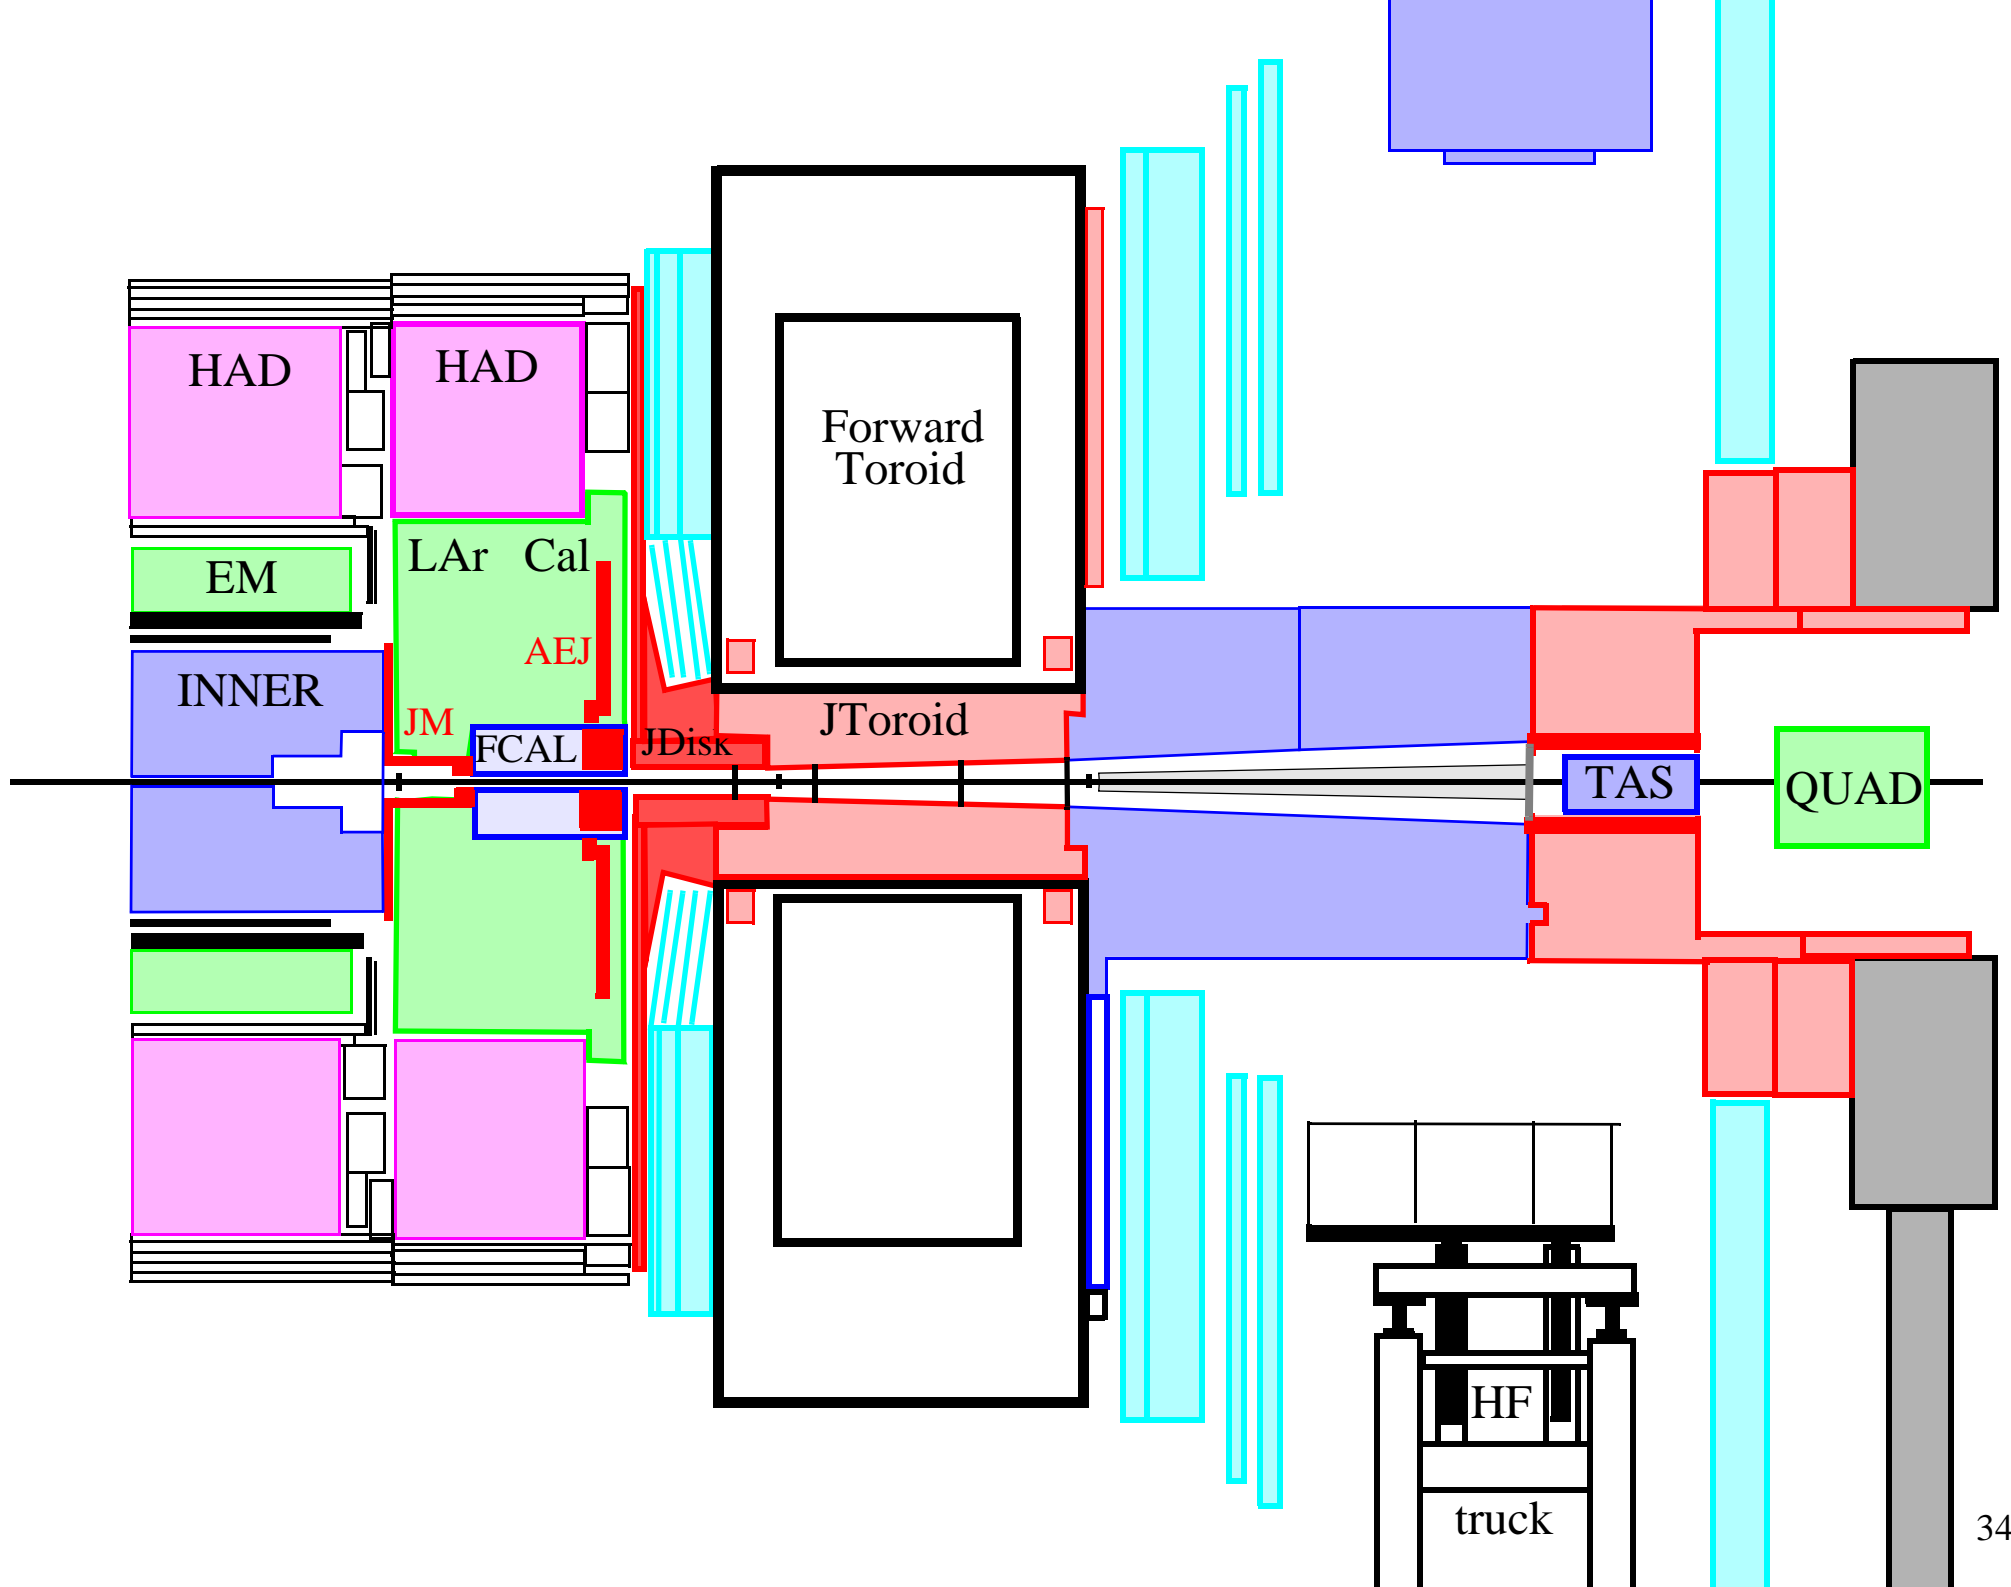 HAD
HAD
Forward
Toroid
LAr Cal
EM
AEJ
INNER
JM
JToroid
FCAL
JDisk
TAS
QUAD
HF
truck
34